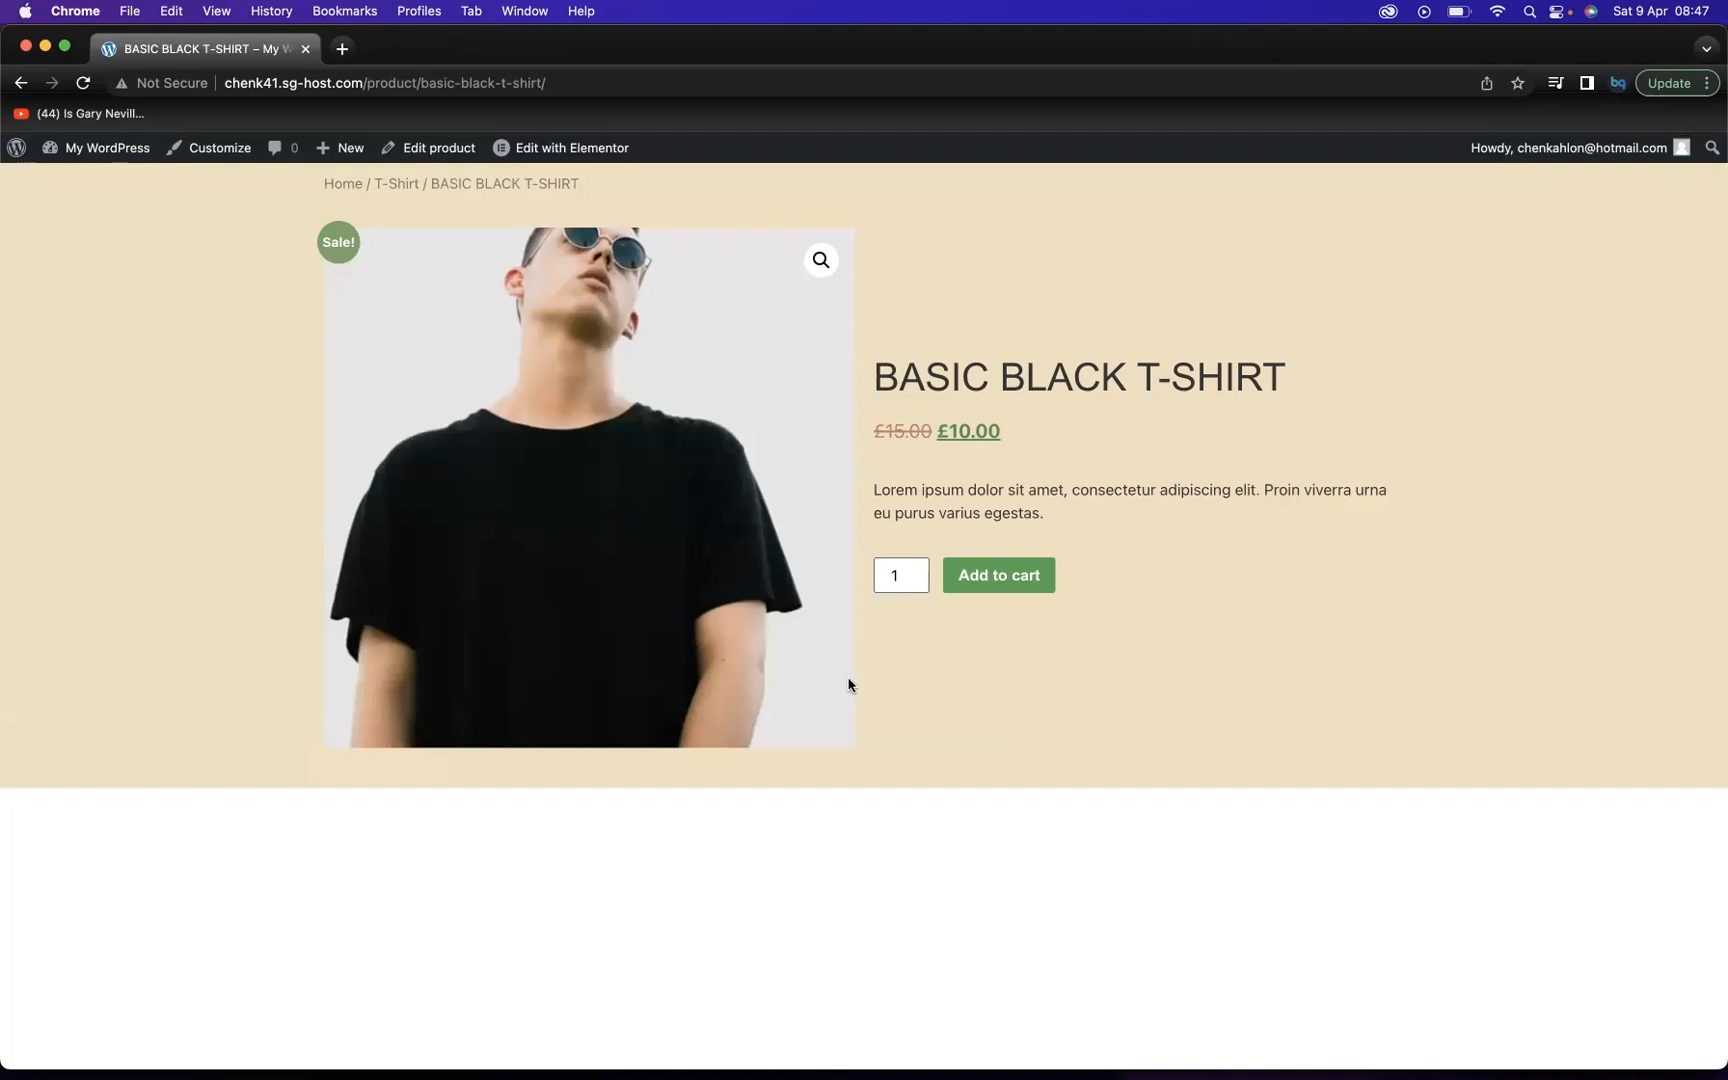 Chrome File Edit View History Bookmarks Profiles Tab Window Help Sat 9 Apr 08:47
BASIC BLACK T-SHIRT – My W
Not Secure chenk41.sg-host.com/product/basic-black-t-shirt/ bq Update
(44) Is Gary Nevill...
My WordPress Customize 0 New Edit product Edit with Elementor Howdy, chenkahlon@hotmail.com
Home / T-Shirt / BASIC BLACK T-SHIRT
Sale!
BASIC BLACK T-SHIRT
£15.00 £10.00
Lorem ipsum dolor sit amet, consectetur adipiscing elit. Proin viverra urna
eu purus varius egestas.
1 Add to cart